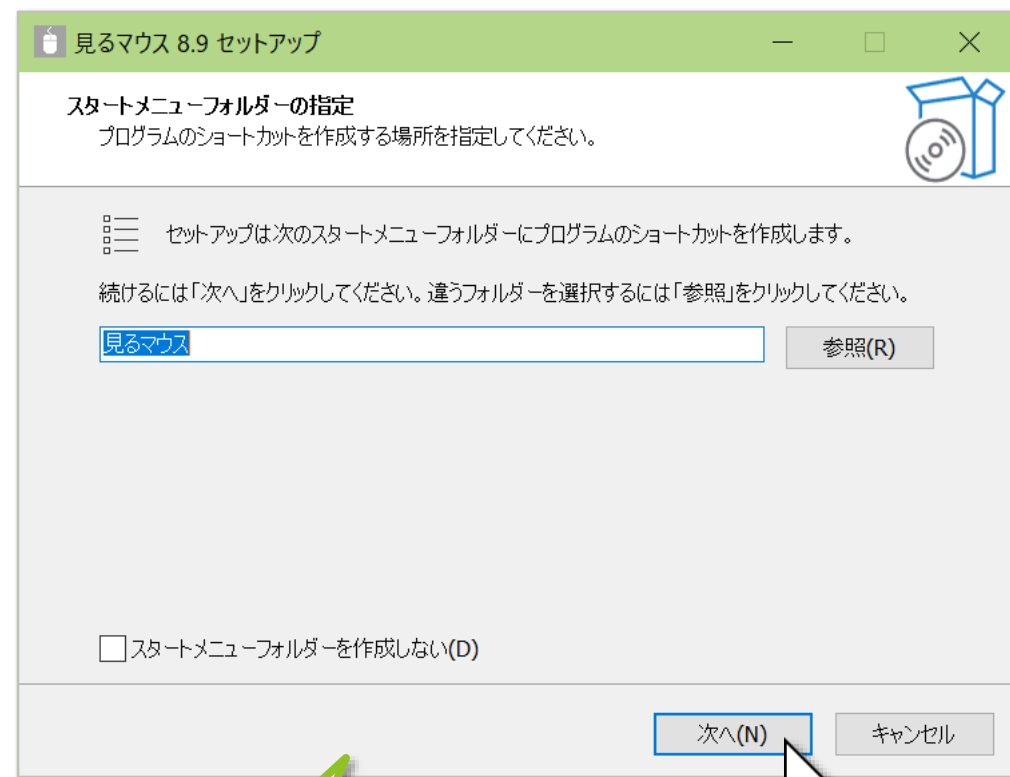 見るマウス 8.9 セットアップ
スタートメニューフォルダーの指定
プログラムのショートカットを作成する場所を指定してください。
セットアップは次のスタートメニューフォルダーにプログラムのショートカットを作成します。
続けるには「次へ」をクリックしてください。違うフォルダーを選択するには「参照」をクリックしてください。
見るマウス
参照(R)
スタートメニューフォルダーを作成しない(D)
次へ(N)
キャンセル